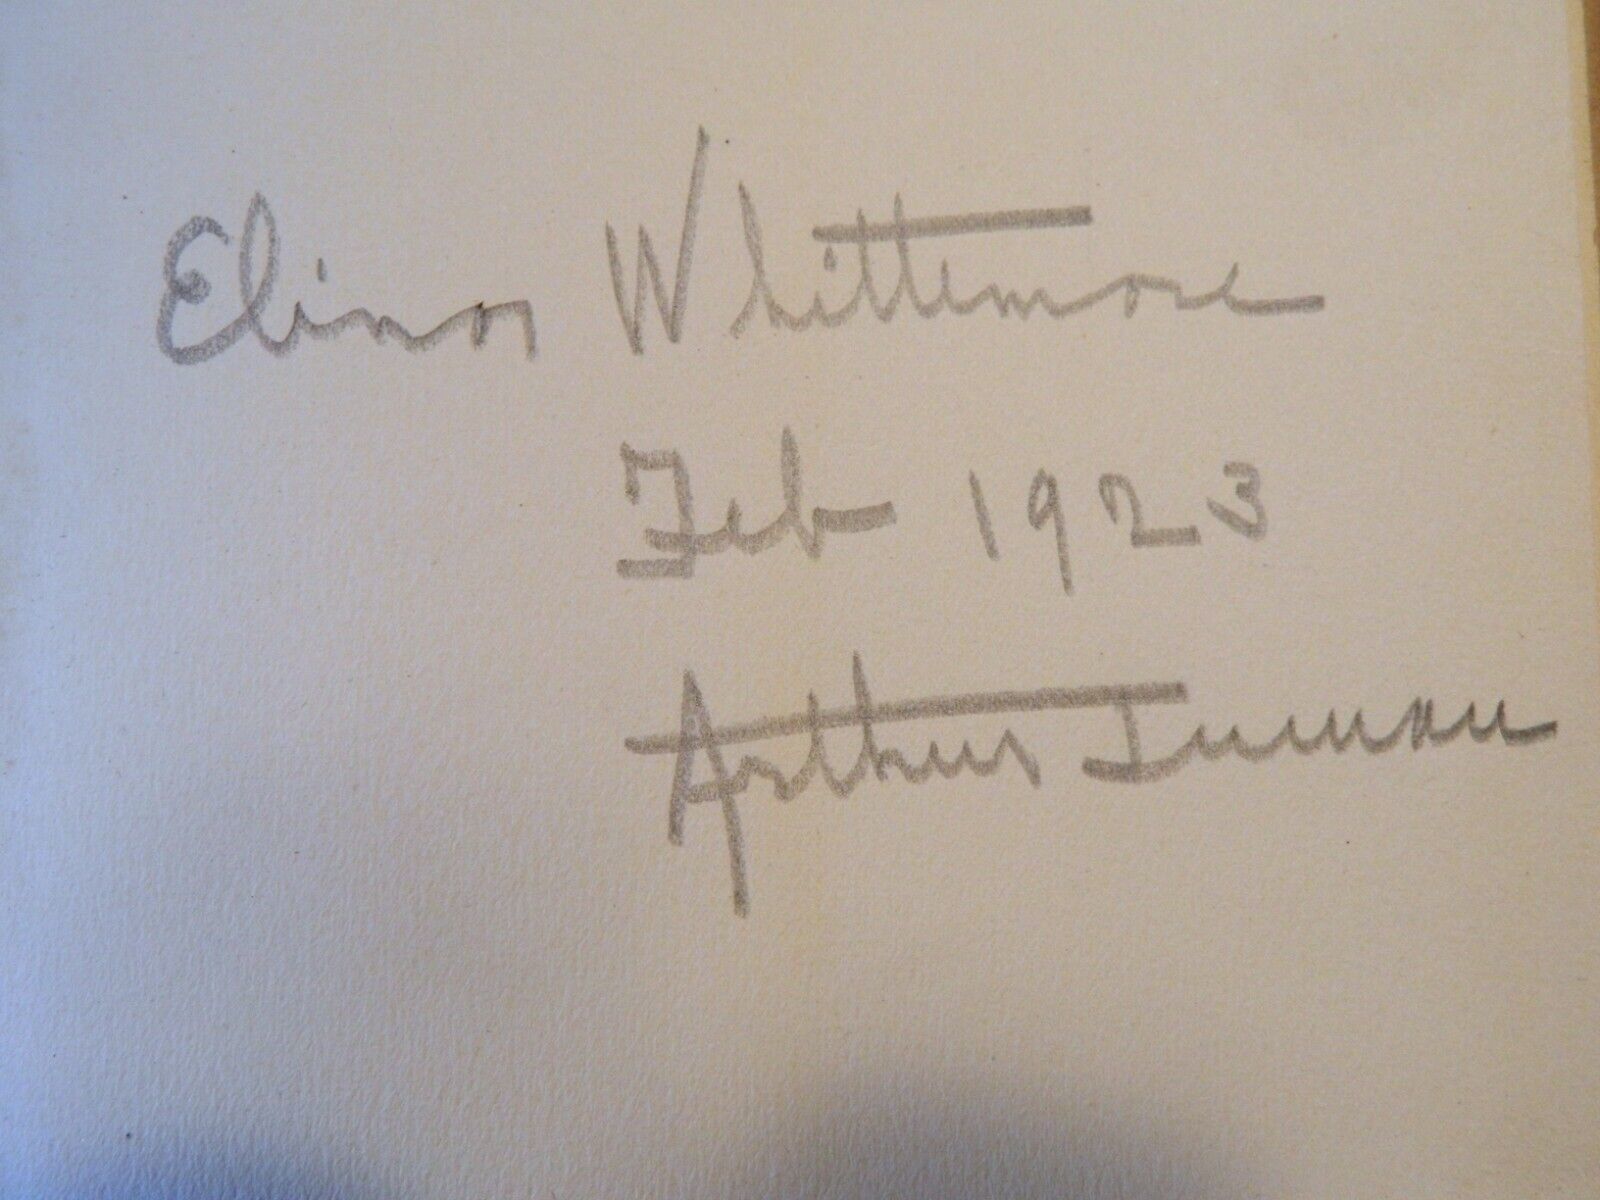 Elinor Whittemore
Feb 1923
Arthur Inman